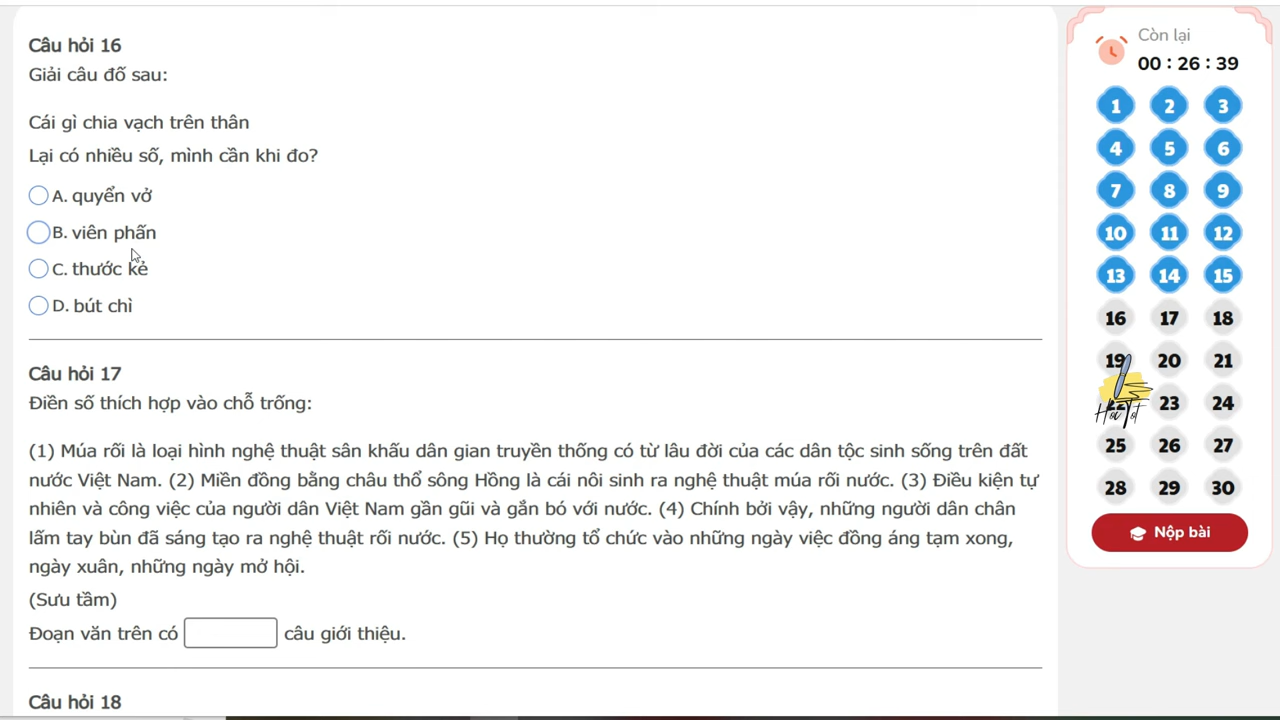 Câu hỏi 16
Giải câu đố sau:
Cái gì chia vạch trên thân
Lại có nhiều số, mình cần khi đo?
A. quyển vở
B. viên phấn
C. thước kẻ
D. bút chì
Câu hỏi 17
Điền số thích hợp vào chỗ trống:
(1) Múa rối là loại hình nghệ thuật sân khấu dân gian truyền thống có từ lâu đời của các dân tộc sinh sống trên đất
nước Việt Nam. (2) Miền đồng bằng châu thổ sông Hồng là cái nôi sinh ra nghệ thuật múa rối nước. (3) Điều kiện tự
nhiên và công việc của người dân Việt Nam gần gũi và gắn bó với nước. (4) Chính bởi vậy, những người dân chân
lấm tay bùn đã sáng tạo ra nghệ thuật rối nước. (5) Họ thường tổ chức vào những ngày việc đồng áng tạm xong,
ngày xuân, những ngày mở hội.
(Sưu tầm)
Đoạn văn trên có câu giới thiệu.
Câu hỏi 18
Còn lại
00 : 26 : 39
1 2 3
4 5 6
7 8 9
10 11 12
13 14 15
16 17 18
19 20 21
22 23 24
Học Tốt
25 26 27
28 29 30
Nộp bài